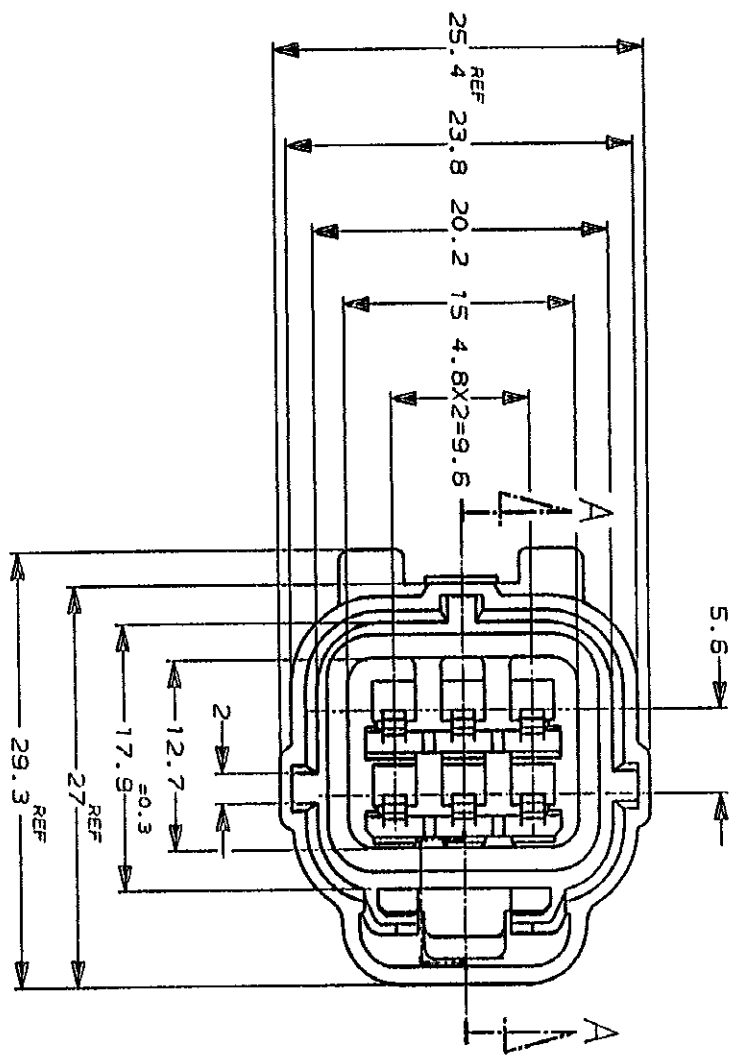 25.4 REF
23.8
20.2
15
4.8X2=9.6
A
5.6
2
12.7
17.9 =0.3
27 REF
29.3 REF
A